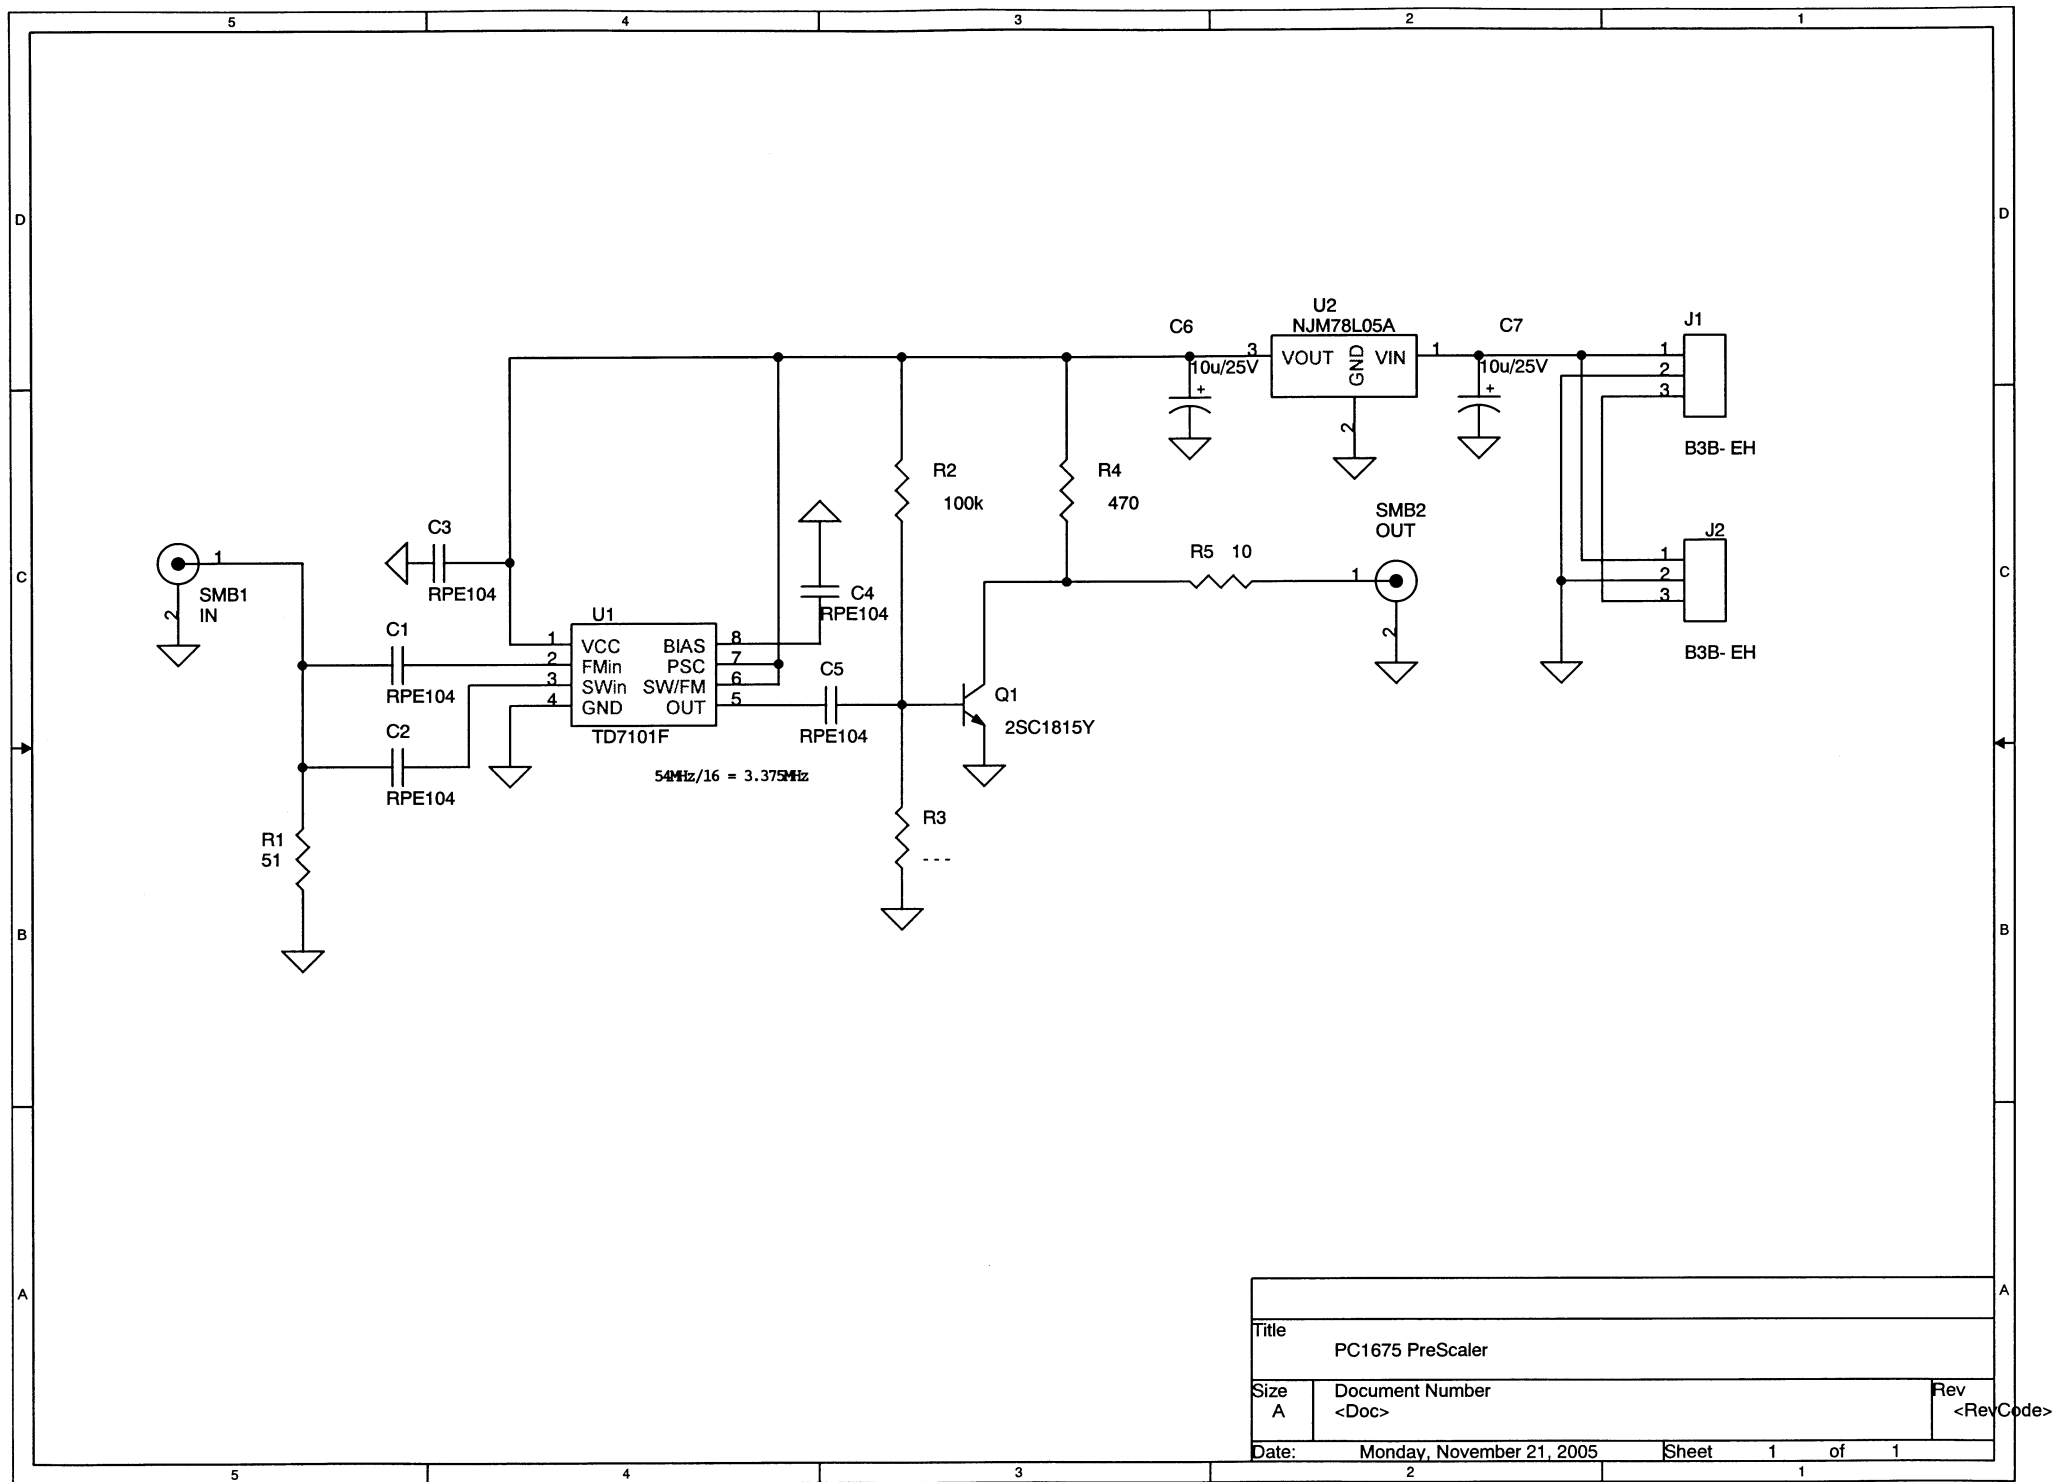 5 4 3 2 1
D D
C C
B B
A A
U2
NJM78L05A
VOUT GND VIN
3 1 2
C6
10u/25V
+
C7
10u/25V
+
J1
1
2
3
B3B- EH
R2
100k
R4
470
SMB2
OUT
1
2
R5 10
J2
1
2
3
B3B- EH
SMB1
IN
1
2
C3
RPE104
C4
RPE104
C1
RPE104
C2
RPE104
U1
1 VCC BIAS 8
2 FMin PSC 7
3 SWin SW/FM 6
4 GND OUT 5
TD7101F
54MHz/16 = 3.375MHz
C5
RPE104
Q1
2SC1815Y
R3
- - -
R1
51
Title
PC1675 PreScaler
Size Document Number Rev
A <Doc> <RevCode>
Date: Monday, November 21, 2005 Sheet 1 of 1
5 4 3 2 1